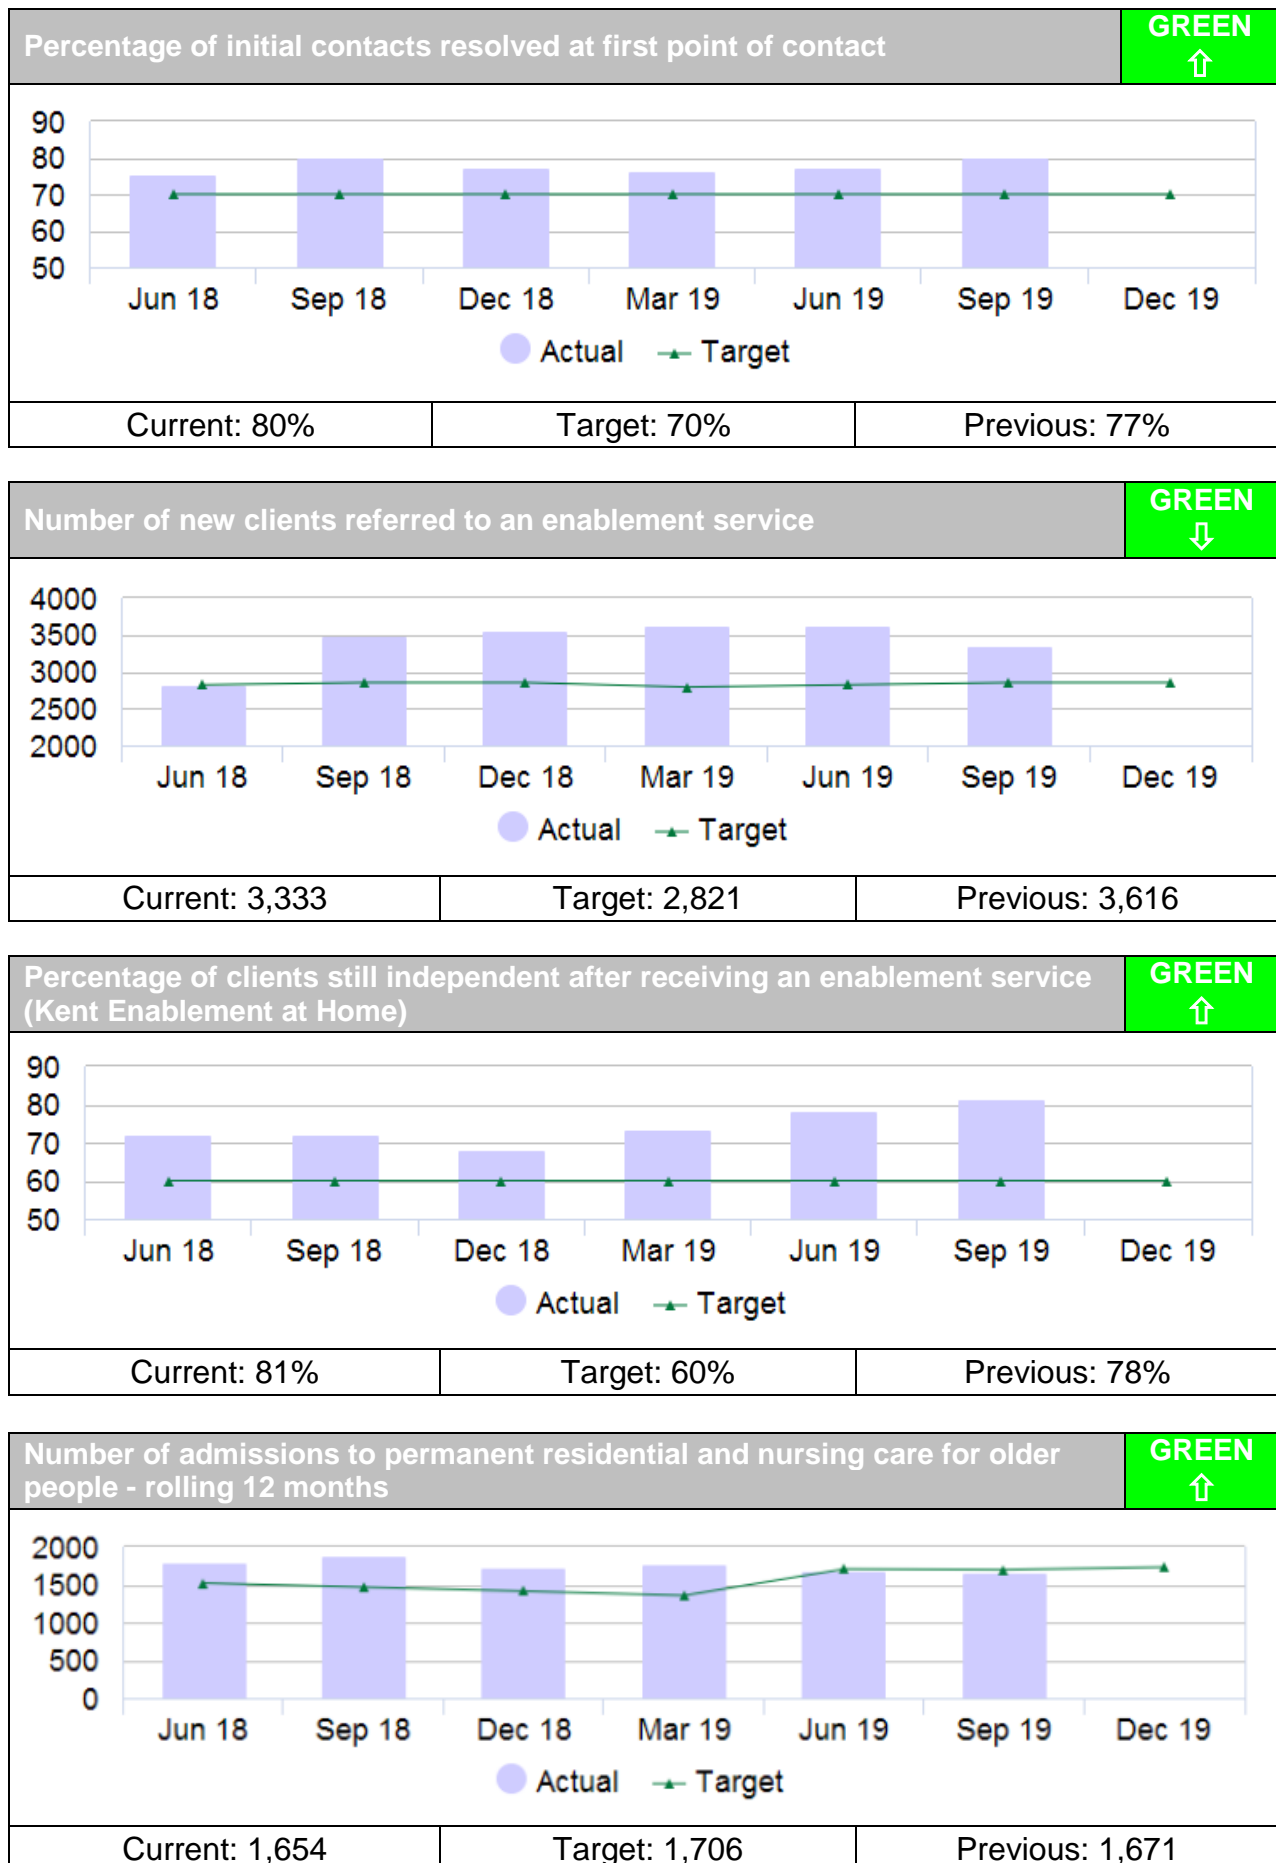 Percentage of initial contacts resolved at first point of contact
GREEN
⇧
90
80
70
60
50
Jun 18 Sep 18 Dec 18 Mar 19 Jun 19 Sep 19 Dec 19
Actual Target
Current: 80% Target: 70% Previous: 77%
Number of new clients referred to an enablement service
GREEN
⇩
4000
3500
3000
2500
2000
Jun 18 Sep 18 Dec 18 Mar 19 Jun 19 Sep 19 Dec 19
Actual Target
Current: 3,333 Target: 2,821 Previous: 3,616
Percentage of clients still independent after receiving an enablement service
(Kent Enablement at Home)
GREEN
⇧
90
80
70
60
50
Jun 18 Sep 18 Dec 18 Mar 19 Jun 19 Sep 19 Dec 19
Actual Target
Current: 81% Target: 60% Previous: 78%
Number of admissions to permanent residential and nursing care for older
people - rolling 12 months
GREEN
⇧
2000
1500
1000
500
0
Jun 18 Sep 18 Dec 18 Mar 19 Jun 19 Sep 19 Dec 19
Actual Target
Current: 1,654 Target: 1,706 Previous: 1,671